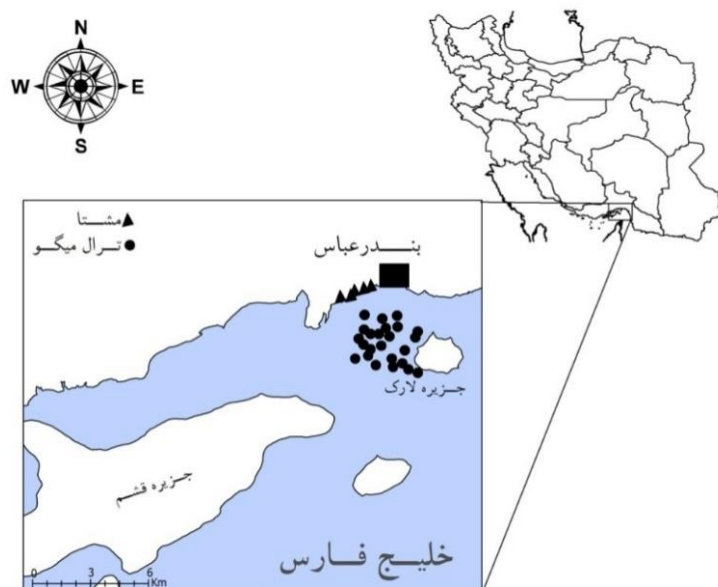 N
W E
S
مشتا
ترال میگو
بندرعباس
جزیره لارک
جزیره قشم
خلیج فارس
0 3 6
Km